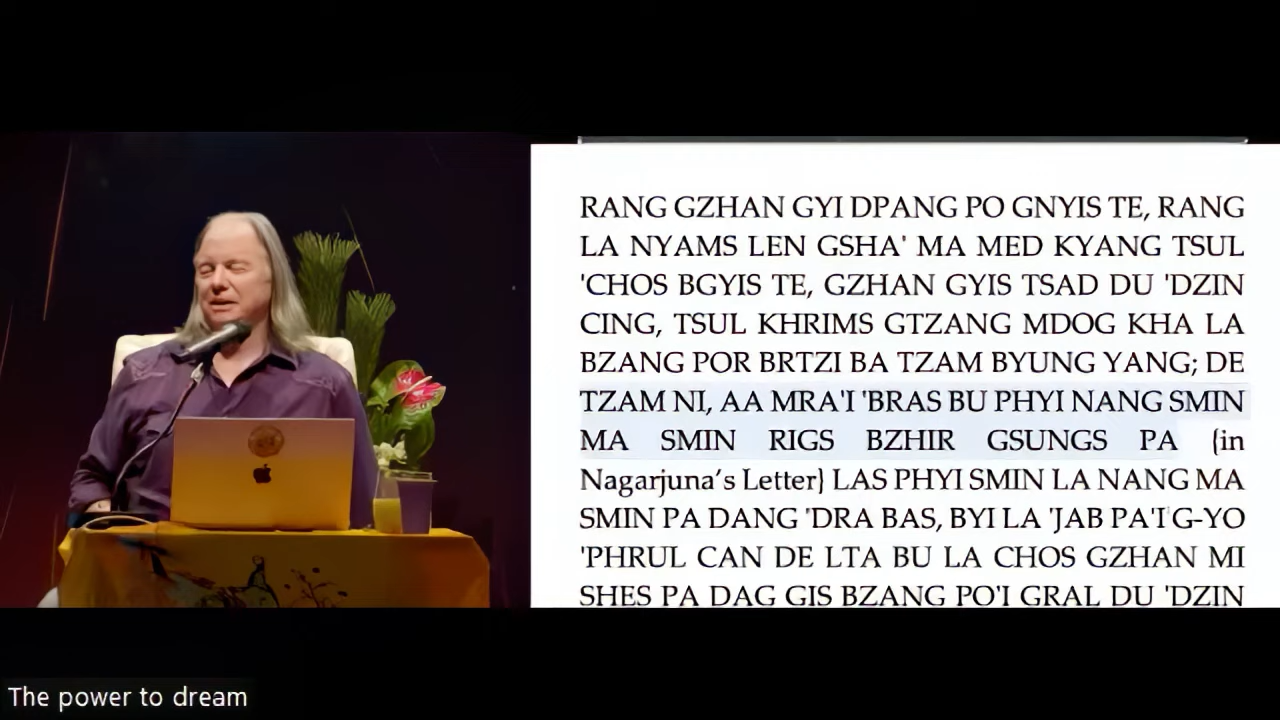 RANG GZHAN GYI DPANG PO GNYIS TE, RANG
LA NYAMS LEN GSHA' MA MED KYANG TSUL
'CHOS BGYIS TE, GZHAN GYIS TSAD DU 'DZIN
CING, TSUL KHRIMS GTZANG MDOG KHA LA
BZANG POR BRTZI BA TZAM BYUNG YANG; DE
TZAM NI, AA MRA'I 'BRAS BU PHYI NANG SMIN
MA SMIN RIGS BZHIR GSUNGS PA {in
Nagarjuna's Letter} LAS PHYI SMIN LA NANG MA
SMIN PA DANG 'DRA BAS, BYI LA 'JAB PA'I G-YO
'PHRUL CAN DE LTA BU LA CHOS GZHAN MI
SHES PA DAG GIS BZANG PO'I GRAL DU 'DZIN
The power to dream